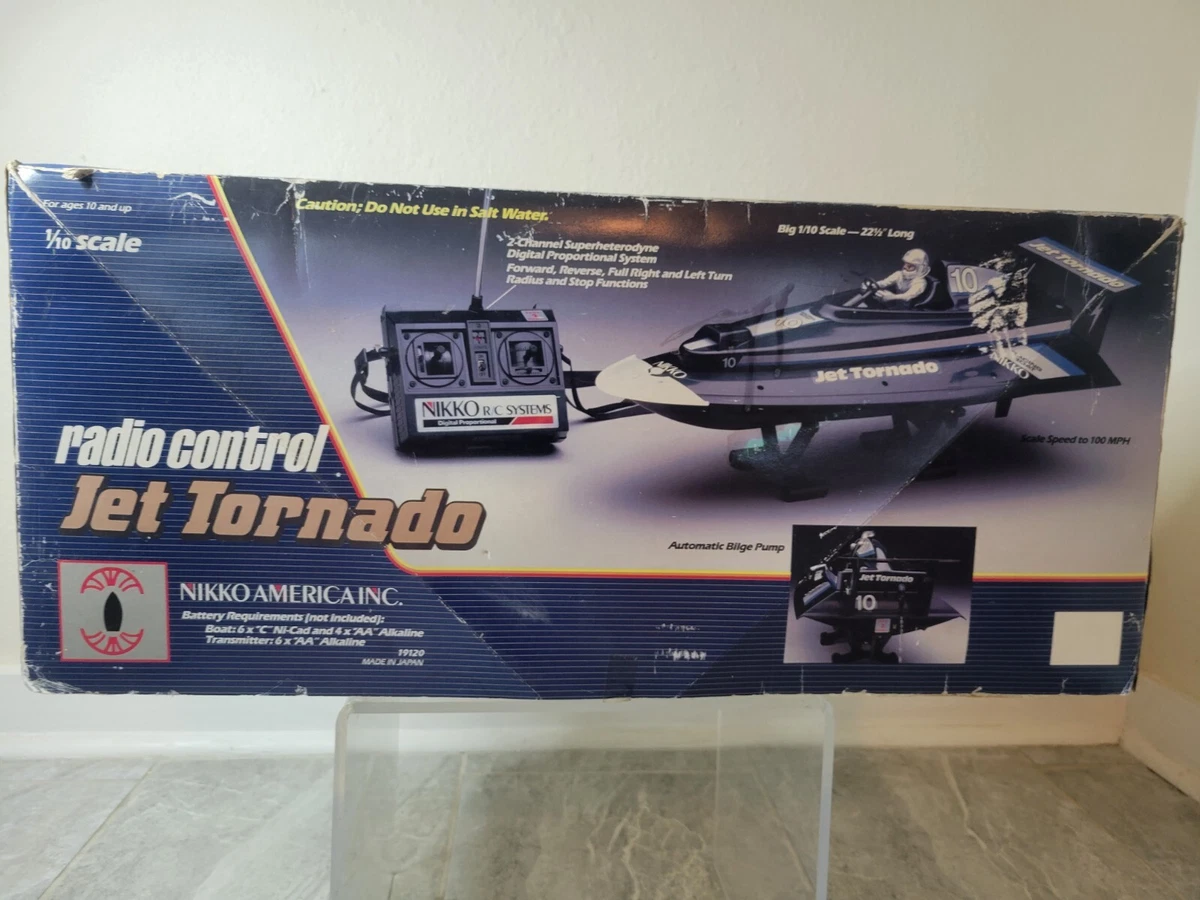 For ages 10 and up
1/10 scale
Caution; Do Not Use in Salt Water.
2-Channel Superheterodyne
Digital Proportional System
Forward, Reverse, Full Right and Left Turn
Radius and Stop Functions
Big 1/10 Scale — 22½" Long
Jet Tornado
10
10
NIKKO
Jet Tornado
NIKKO
NIKKO R/C SYSTEMS
Digital Proportional
Scale Speed to 100 MPH
radio control
Jet Tornado
Automatic Bilge Pump
Jet Tornado
10
NIKKO AMERICA INC.
Battery Requirements (not included):
Boat: 6 x "C" Ni-Cad and 4 x "AA" Alkaline
Transmitter: 6 x "AA" Alkaline
19120
MADE IN JAPAN